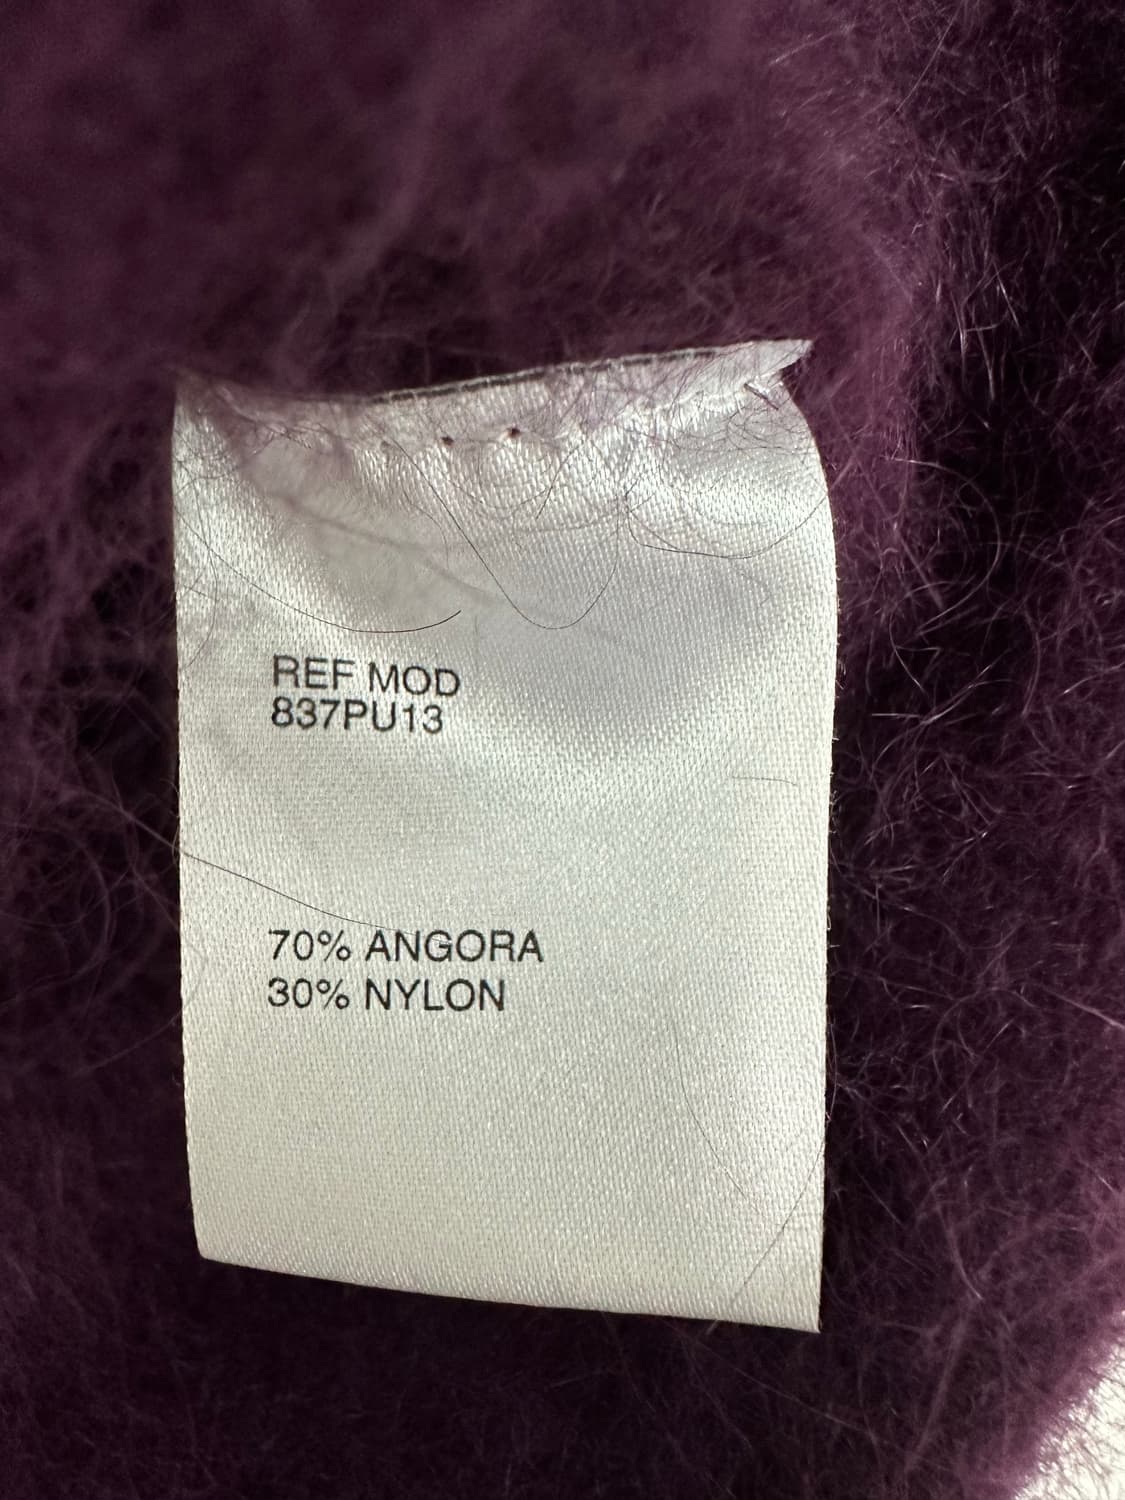 REF MOD
837PU13
70% ANGORA
30% NYLON